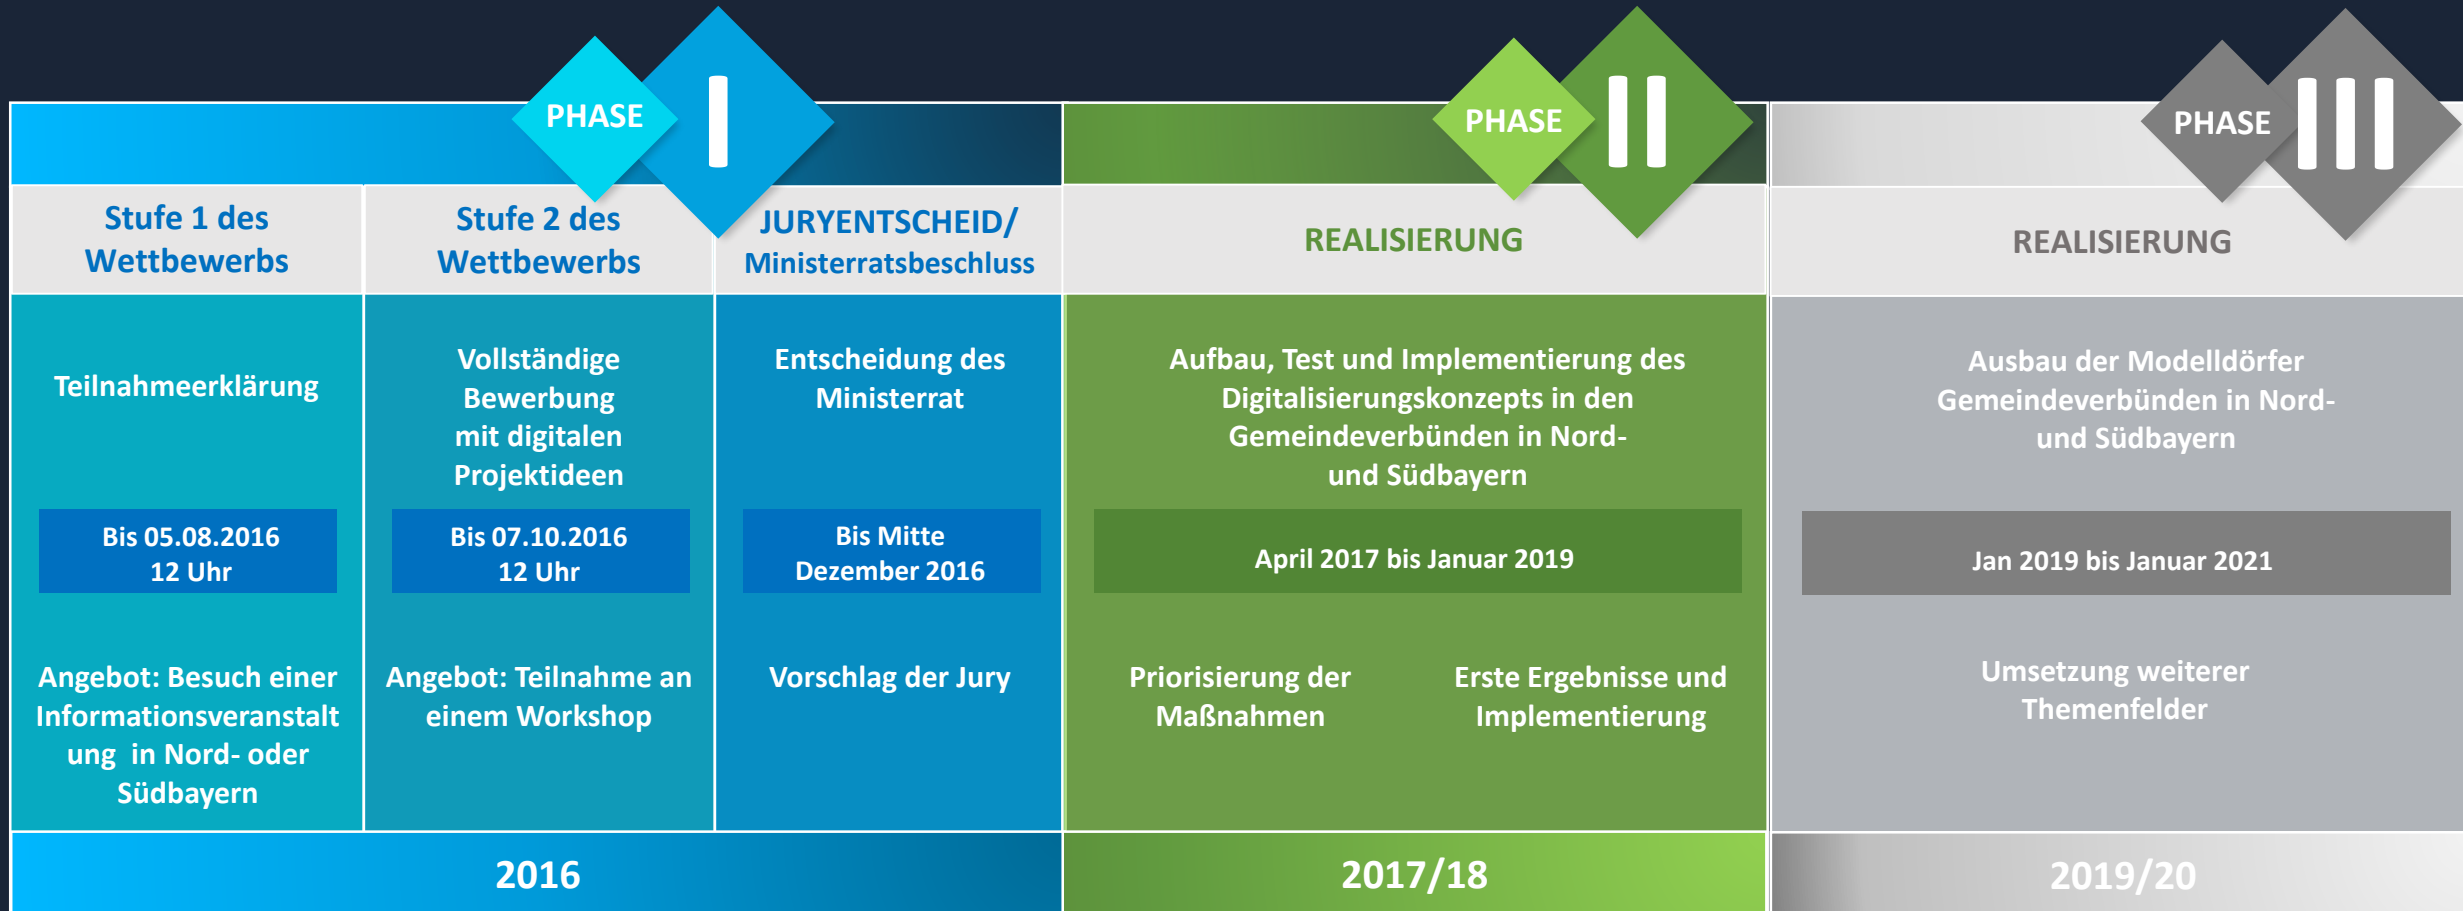 PHASE I
PHASE II
PHASE III
Stufe 1 des
Wettbewerbs
Stufe 2 des
Wettbewerbs
JURYENTSCHEID/
Ministerratsbeschluss
REALISIERUNG
REALISIERUNG
Teilnahmeerklärung
Vollständige
Bewerbung
mit digitalen
Projektideen
Entscheidung des
Ministerrat
Aufbau, Test und Implementierung des
Digitalisierungskonzepts in den
Gemeindeverbünden in Nord-
und Südbayern
Ausbau der Modelldörfer
Gemeindeverbünden in Nord-
und Südbayern
Bis 05.08.2016
12 Uhr
Bis 07.10.2016
12 Uhr
Bis Mitte
Dezember 2016
April 2017 bis Januar 2019
Jan 2019 bis Januar 2021
Angebot: Besuch einer
Informationsveranstalt
ung in Nord- oder
Südbayern
Angebot: Teilnahme an
einem Workshop
Vorschlag der Jury
Priorisierung der
Maßnahmen
Erste Ergebnisse und
Implementierung
Umsetzung weiterer
Themenfelder
2016
2017/18
2019/20